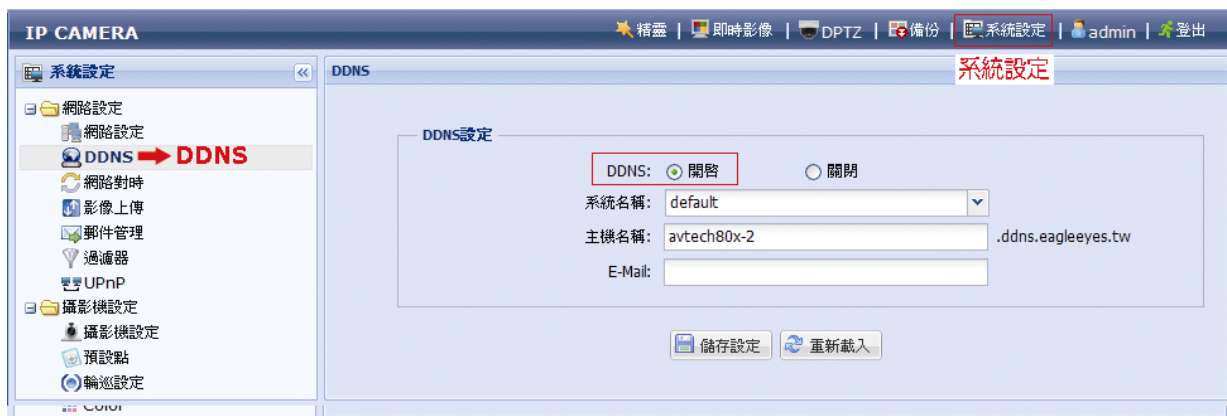 IP CAMERA
精靈 | 即時影像 | DPTZ | 備份 | 系統設定 | admin | 登出
系統設定
系統設定
DDNS
網路設定
網路設定
DDNS DDNS
網路對時
影像上傳
郵件管理
過濾器
UPnP
攝影機設定
攝影機設定
預設點
輪巡設定
Color
DDNS設定
DDNS: 開啓 關閉
系統名稱: default
主機名稱: avtech80x-2 .ddns.eagleeyes.tw
E-Mail:
儲存設定 重新載入